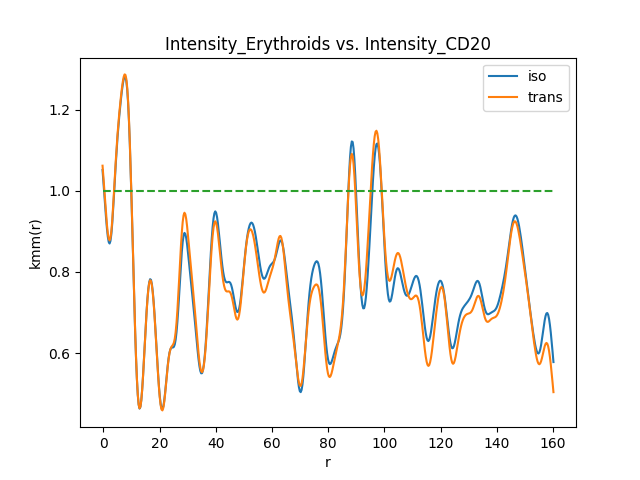 Intensity_Erythroids vs. Intensity_CD20
iso
trans
1.2
1.0
0.8
0.6
kmm(r)
0 20 40 60 80 100 120 140 160
r